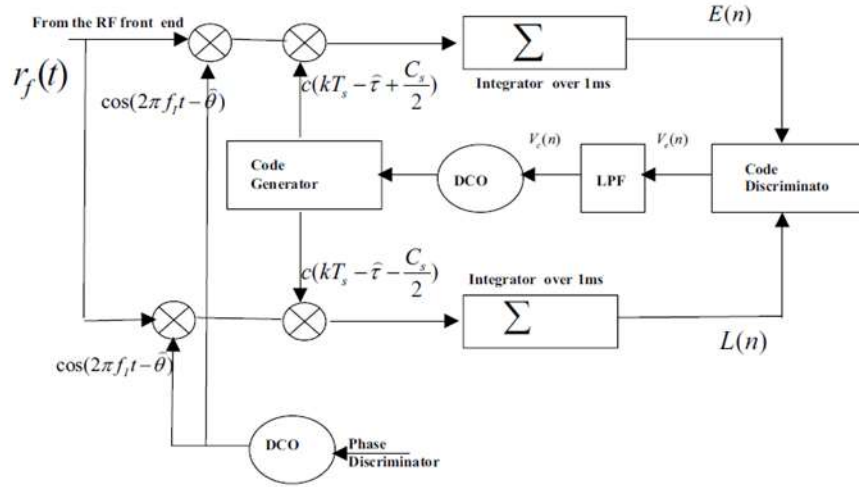 From the RF front end
E(n)
r_f(t)
∑
Integrator over 1ms
cos(2πf_I t − θ̂)
c(kT_s − τ̂ + C_s/2)
V_c(n)
V_c(n)
Code
Generator
DCO
LPF
Code
Discriminato
c(kT_s − τ̂ − C_s/2)
Integrator over 1ms
∑
L(n)
cos(2πf_I t − θ̂)
DCO
Phase
Discriminator